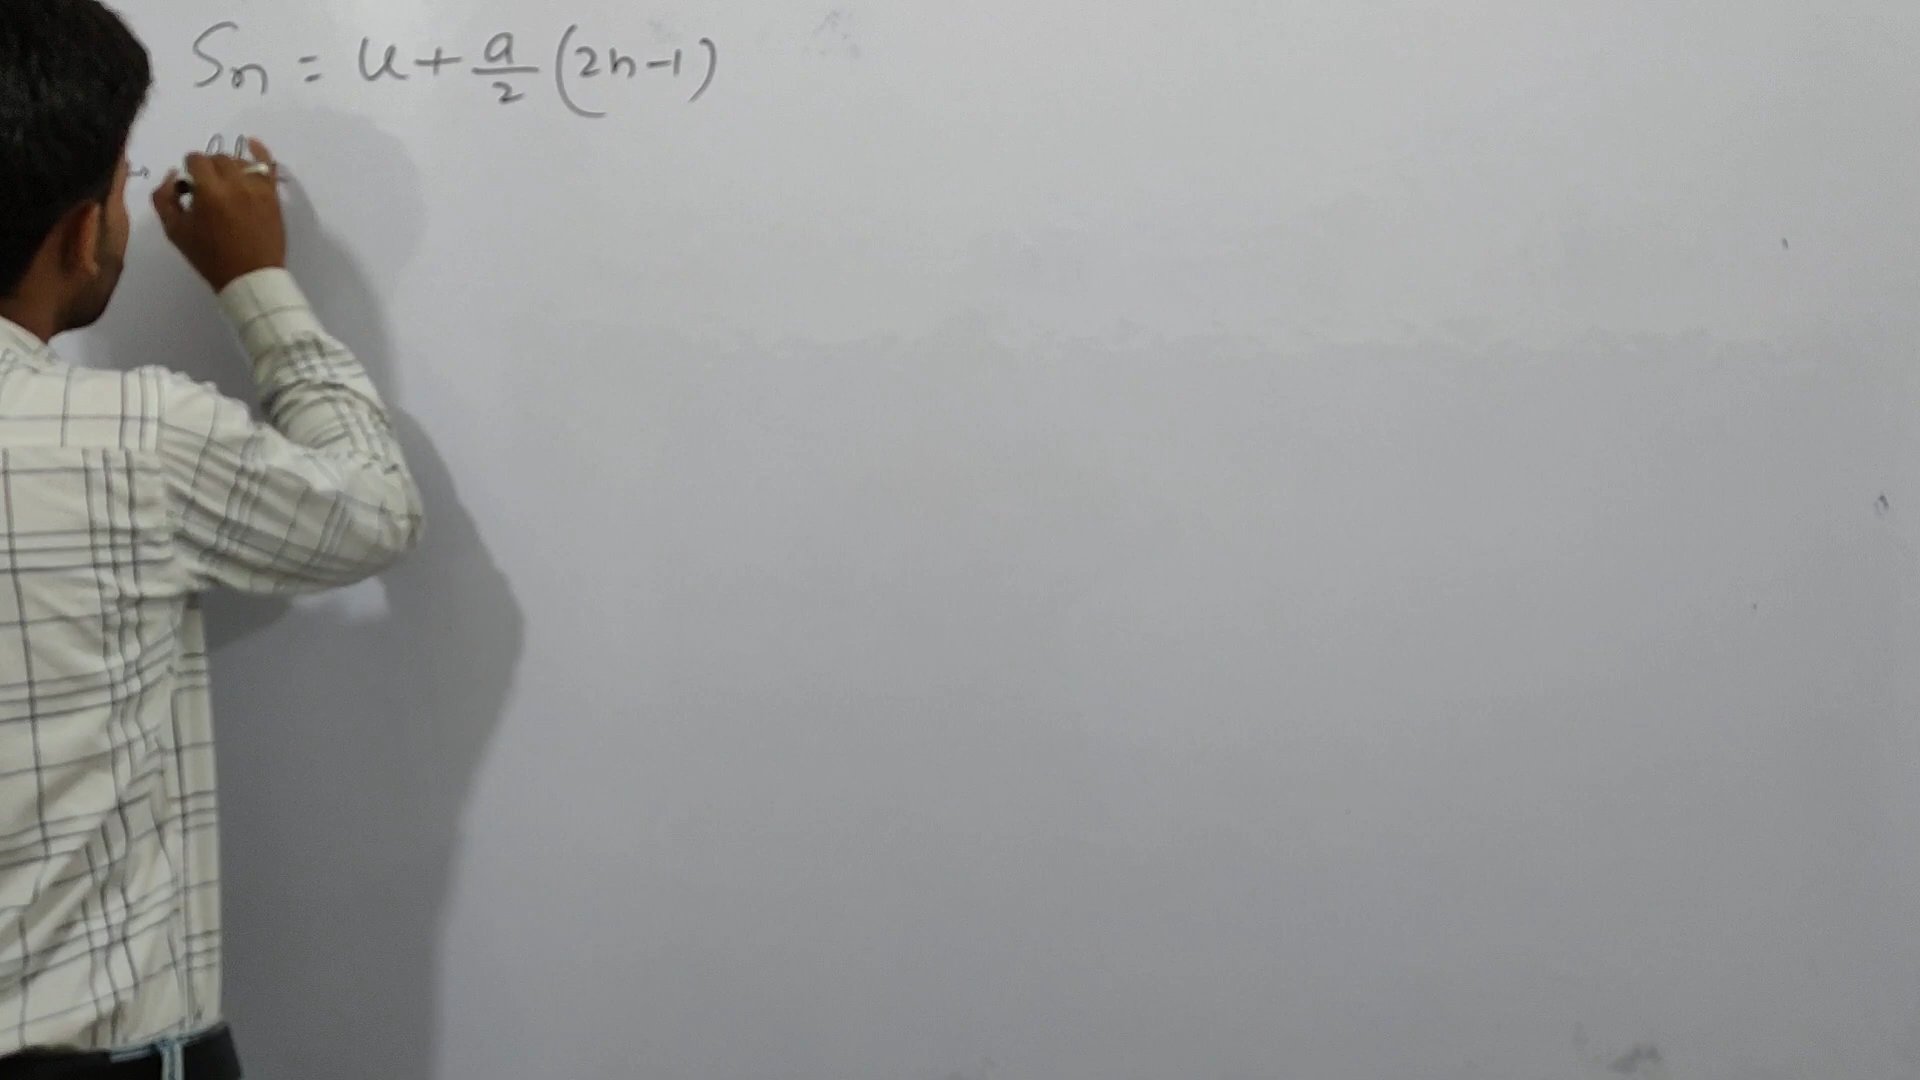 Sn = u + a/2 (2n-1)